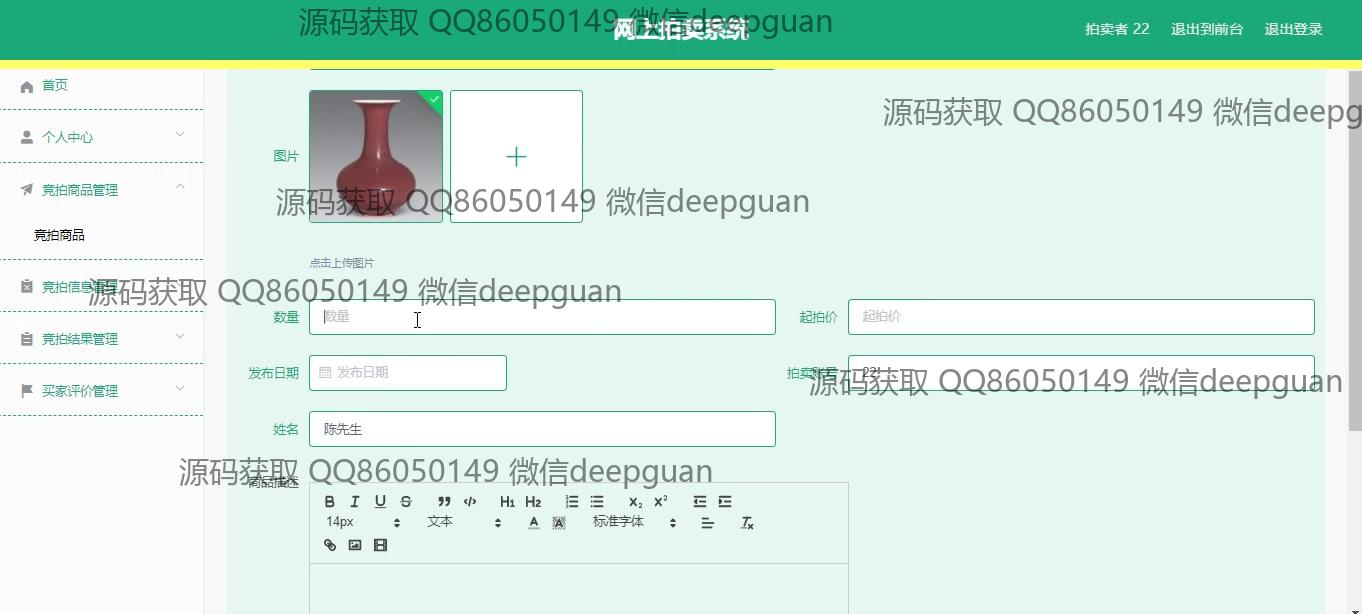 源码获取 QQ86050149 微信deepguan
网上拍卖系统
拍卖者 22 退出到前台 退出登录
首页
个人中心
竞拍商品管理
竞拍商品
竞拍信息管理
竞拍结果管理
买家评价管理
源码获取 QQ86050149 微信deepg
图片
源码获取 QQ86050149 微信deepguan
点击上传图片
源码获取 QQ86050149 微信deepguan
数量 数量 起拍价 起拍价
发布日期 发布日期 拍卖账号 22
源码获取 QQ86050149 微信deepguan
姓名 陈先生
源码获取 QQ86050149 微信deepguan
商品描述
B I U S H1 H2 X2 X2
14px 文本 A A 标准字体 Tx